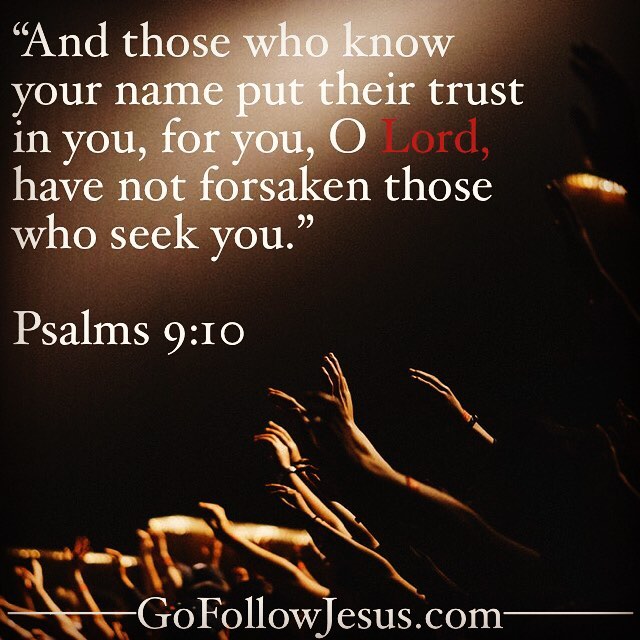 “And those who know
your name put their trust
in you, for you, O Lord,
have not forsaken those
who seek you.”
Psalms 9:10
GoFollowJesus.com